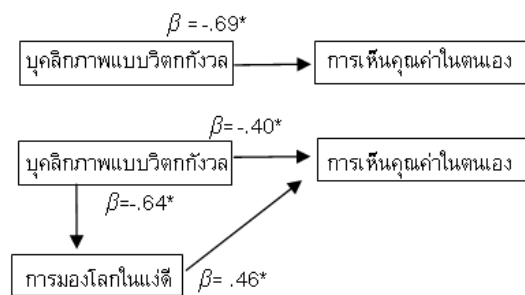 β =-.69*
บุคลิกภาพแบบวิตกกังวล การเห็นคุณค่าในตนเอง
β=-.40*
บุคลิกภาพแบบวิตกกังวล การเห็นคุณค่าในตนเอง
β=-.64*
การมองโลกในแง่ดี β= .46*